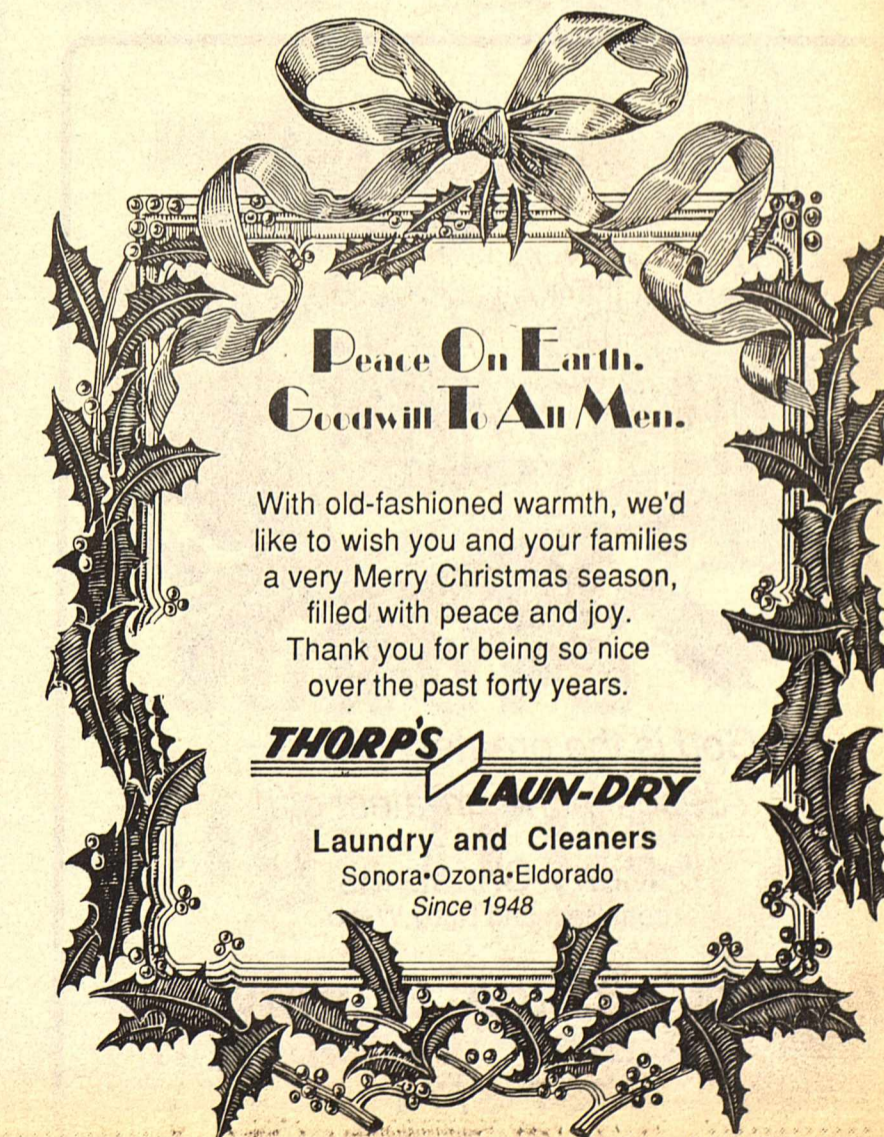 Peace On Earth.
Goodwill To All Men.
With old-fashioned warmth, we'd
like to wish you and your families
a very Merry Christmas season,
filled with peace and joy.
Thank you for being so nice
over the past forty years.
THORP'S
LAUN-DRY
Laundry and Cleaners
Sonora•Ozona•Eldorado
Since 1948